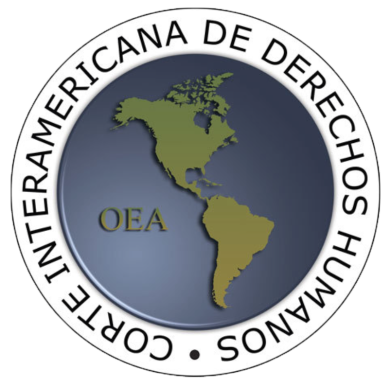 CORTE INTERAMERICANA DE DERECHOS HUMANOS •
OEA